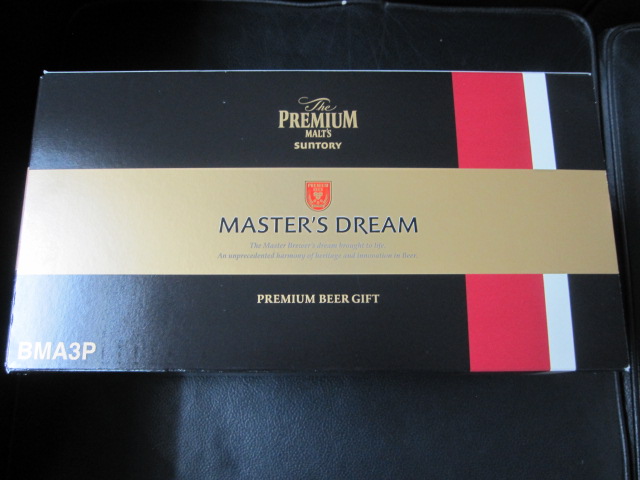 The
PREMIUM
MALT'S
SUNTORY
PREMIUM
MASTER'S DREAM
The Master Brewer's dream brought to life.
An unprecedented harmony of heritage and innovation in Beer.
PREMIUM BEER GIFT
BMA3P